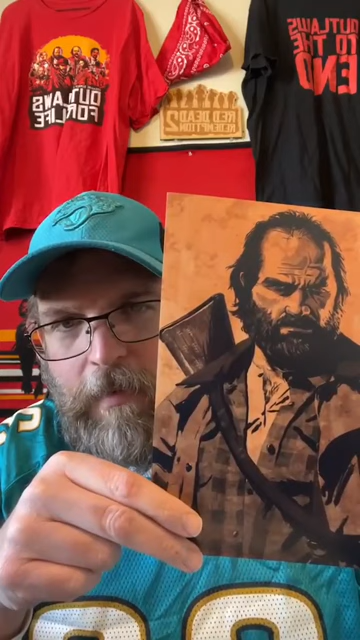 OUTLAWS
FOR LIFE
RED DEAD
REDEMPTION 2
OUTLAWS
TO THE
END